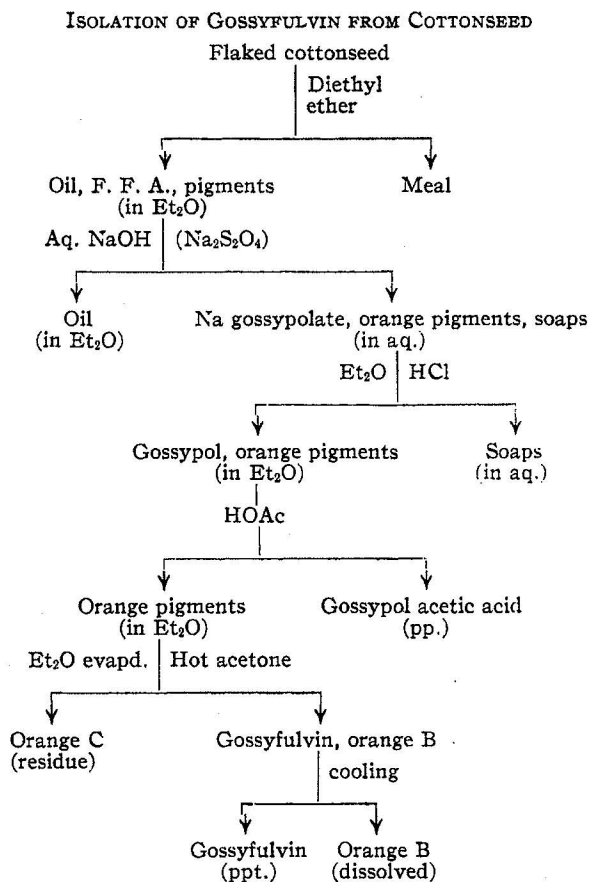 ISOLATION OF GOSSYFULVIN FROM COTTONSEED
Flaked cottonseed
Diethyl
ether
Oil, F. F. A., pigments
(in Et₂O)
Meal
Aq. NaOH (Na₂S₂O₄)
Oil
(in Et₂O)
Na gossypolate, orange pigments, soaps
(in aq.)
Et₂O HCl
Gossypol, orange pigments
(in Et₂O)
Soaps
(in aq.)
HOAc
Orange pigments
(in Et₂O)
Gossypol acetic acid
(pp.)
Et₂O evapd. Hot acetone
Orange C
(residue)
Gossyfulvin, orange B
cooling
Gossyfulvin
(ppt.)
Orange B
(dissolved)